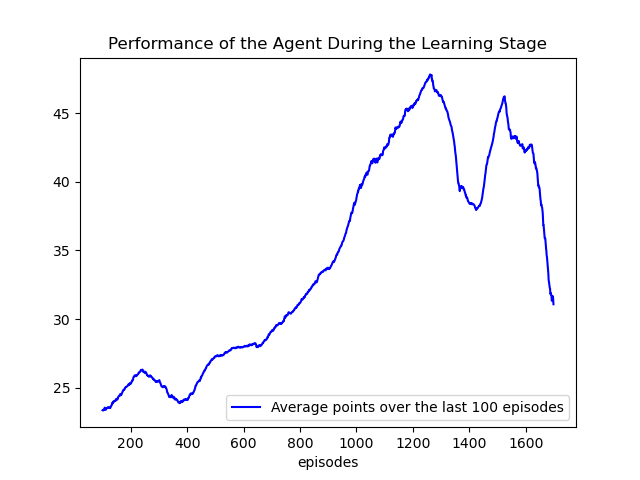 Performance of the Agent During the Learning Stage
45
40
35
30
25
Average points over the last 100 episodes
200 400 600 800 1000 1200 1400 1600
episodes